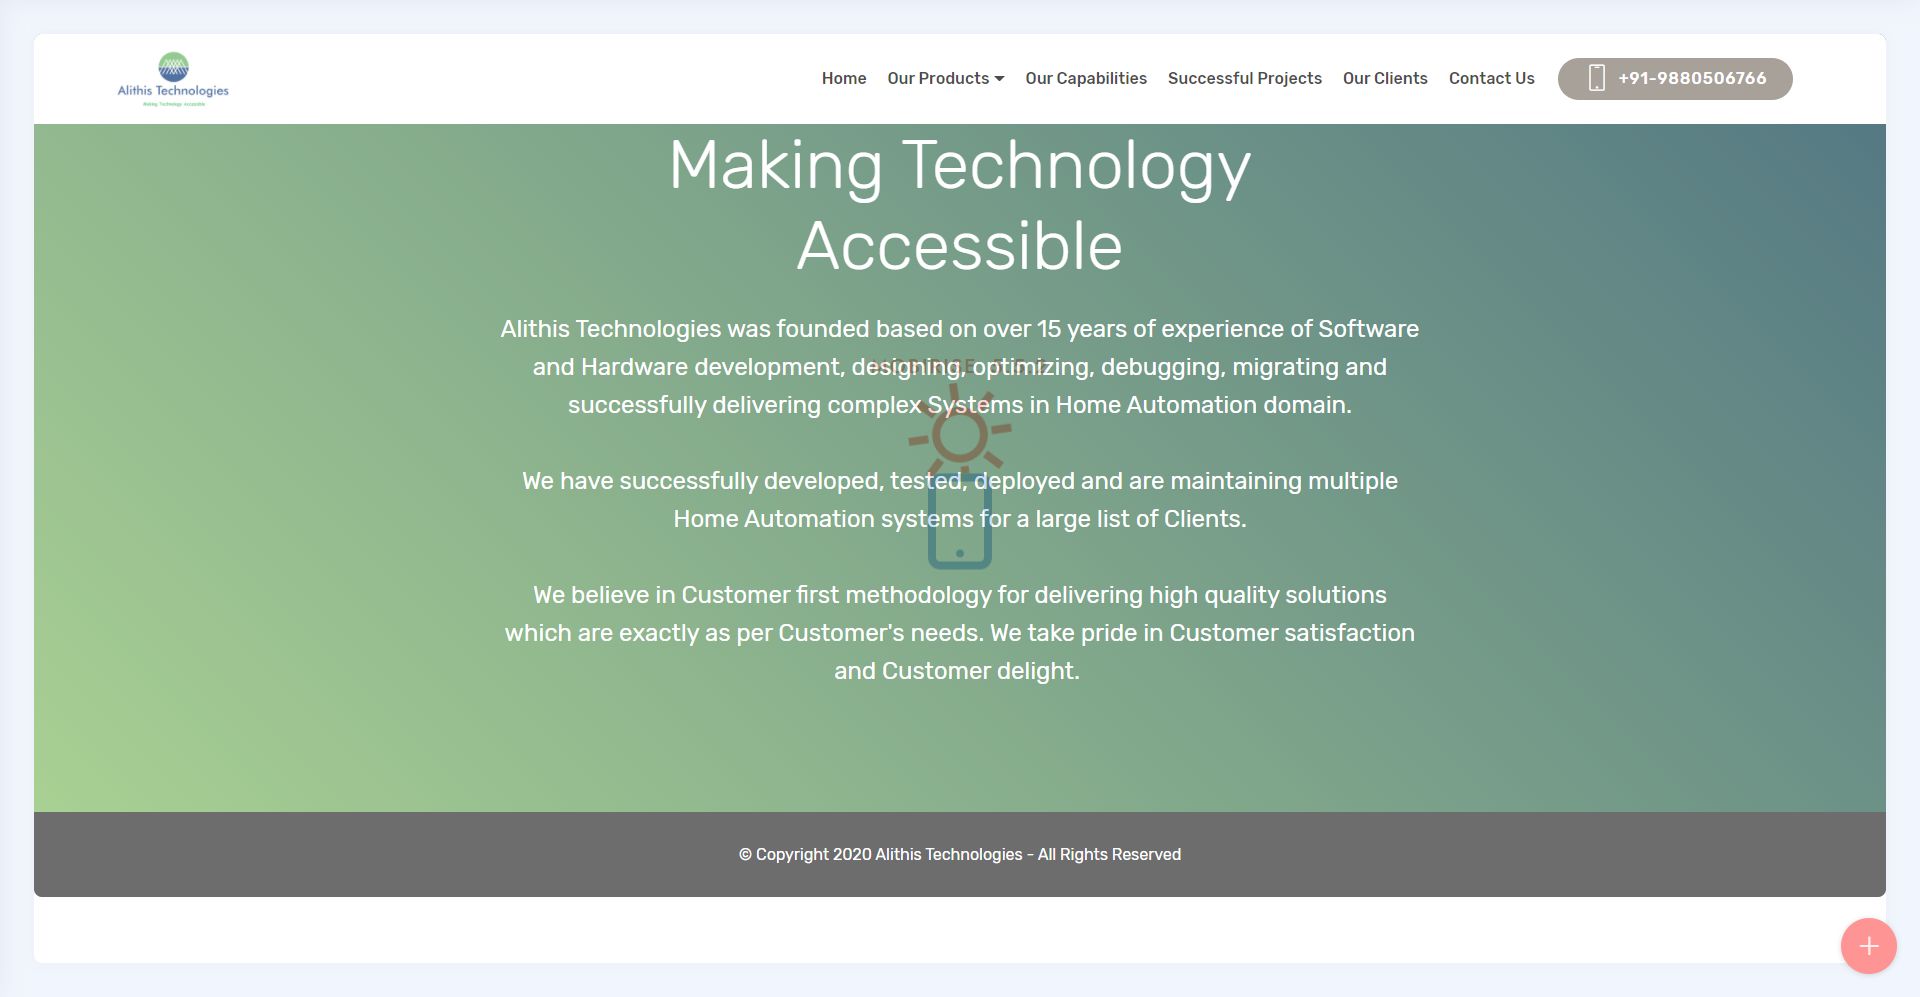 Alithis Technologies
Making Technology Accessible
Home
Our Products
Our Capabilities
Successful Projects
Our Clients
Contact Us
+91-9880506766
Making Technology
Accessible
Alithis Technologies was founded based on over 15 years of experience of Software
and Hardware development, designing, optimizing, debugging, migrating and
successfully delivering complex Systems in Home Automation domain.
We have successfully developed, tested, deployed and are maintaining multiple
Home Automation systems for a large list of Clients.
We believe in Customer first methodology for delivering high quality solutions
which are exactly as per Customer's needs. We take pride in Customer satisfaction
and Customer delight.
© Copyright 2020 Alithis Technologies - All Rights Reserved